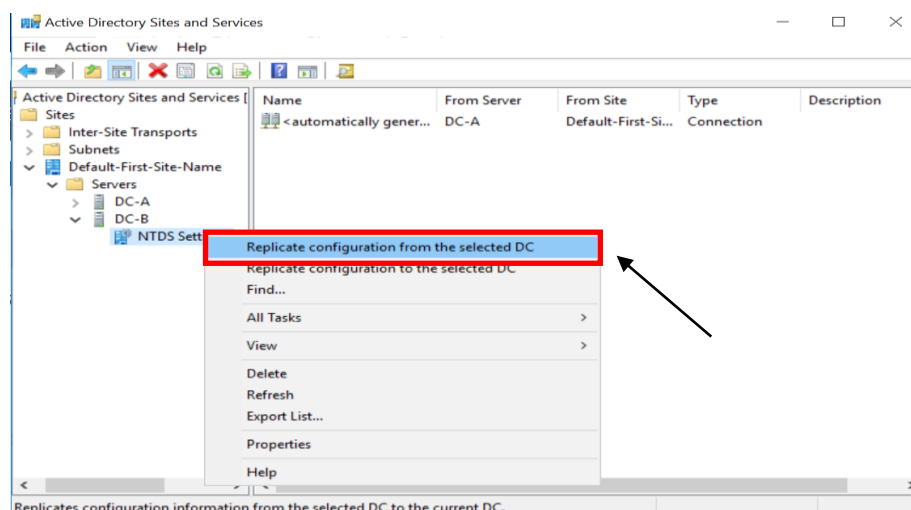 Active Directory Sites and Services
File Action View Help
Active Directory Sites and Services [
Name From Server From Site Type Description
Sites
<automatically gener... DC-A Default-First-Si... Connection
Inter-Site Transports
Subnets
Default-First-Site-Name
Servers
DC-A
DC-B
NTDS Sett
Replicate configuration from the selected DC
Replicate configuration to the selected DC
Find...
All Tasks
View
Delete
Refresh
Export List...
Properties
Help
Replicates configuration information from the selected DC to the current DC.